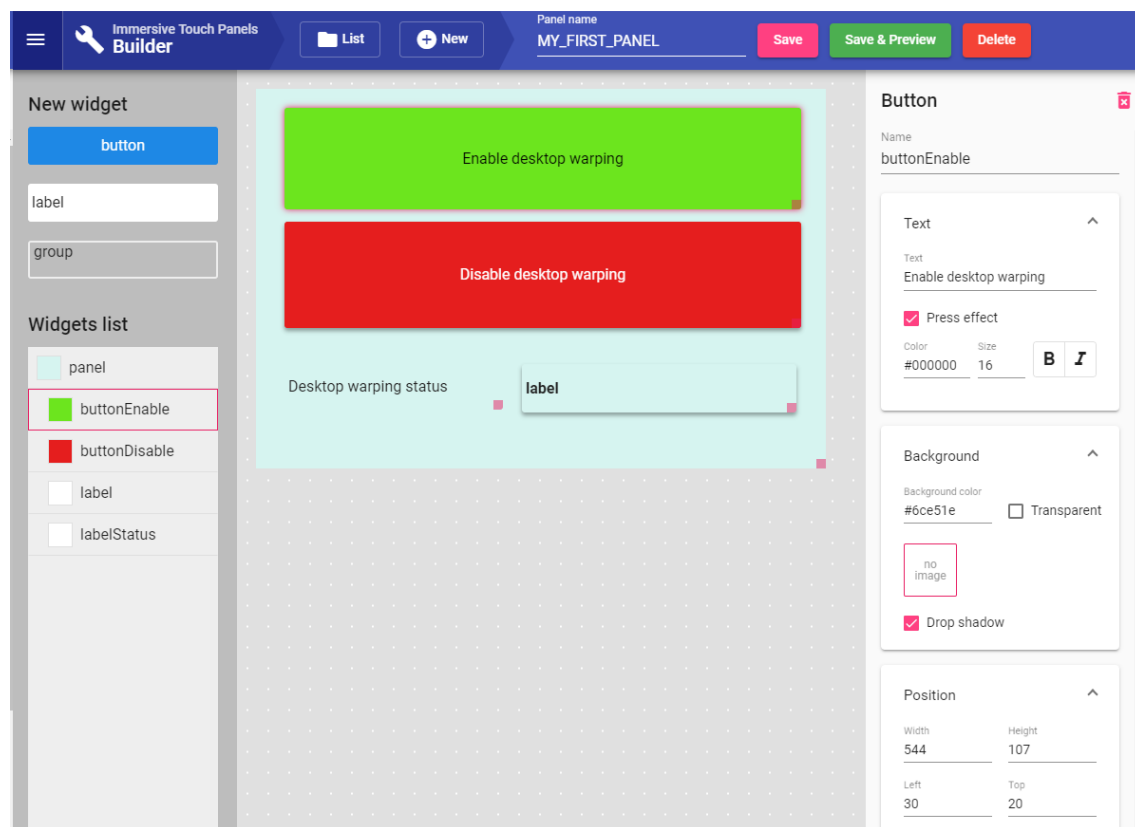 Immersive Touch Panels
Builder
List
New
Panel name
MY_FIRST_PANEL
Save
Save & Preview
Delete
New widget
button
label
group
Widgets list
panel
buttonEnable
buttonDisable
label
labelStatus
Enable desktop warping
Disable desktop warping
Desktop warping status
label
Button
Name
buttonEnable
Text
Text
Enable desktop warping
Press effect
Color Size
#000000 16 B I
Background
Background color
#6ce51e Transparent
no
image
Drop shadow
Position
Width Height
544 107
Left Top
30 20